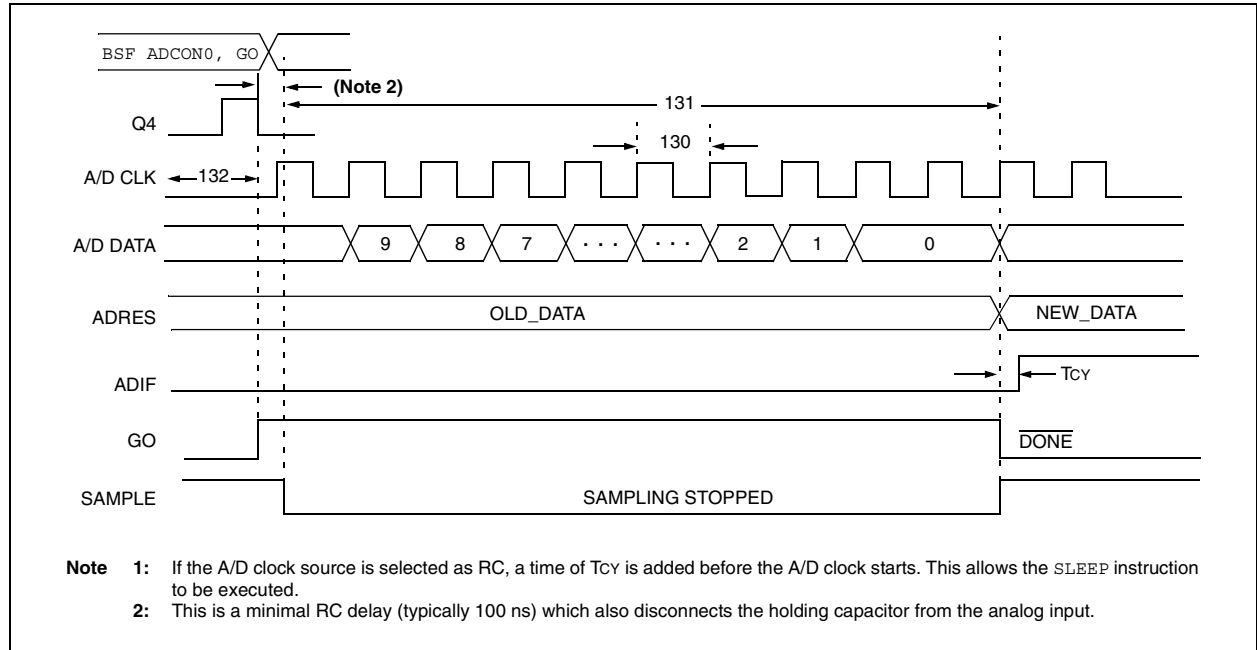 BSF ADCON0, GO
(Note 2)
131
Q4
130
A/D CLK
132
A/D DATA
9 8 7 . . . . . . 2 1 0
ADRES
OLD_DATA
NEW_DATA
ADIF
TCY
GO
DONE
SAMPLE
SAMPLING STOPPED
Note 1: If the A/D clock source is selected as RC, a time of TCY is added before the A/D clock starts. This allows the SLEEP instruction
to be executed.
2: This is a minimal RC delay (typically 100 ns) which also disconnects the holding capacitor from the analog input.